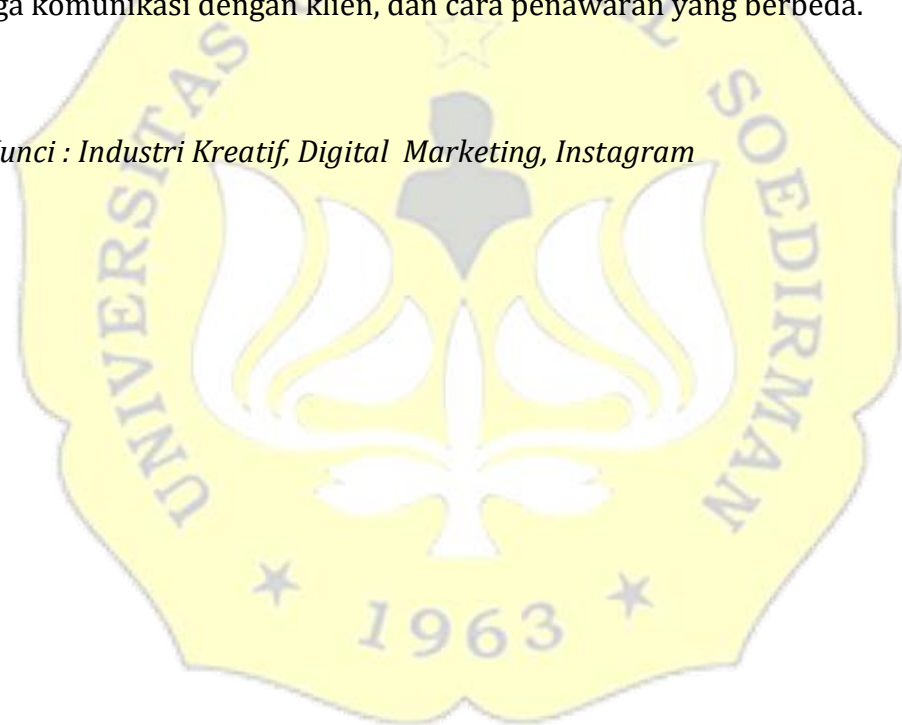 ga komunikasi dengan klien, dan cara penawaran yang berbeda.
unci : Industri Kreatif, Digital Marketing, Instagram
UNIVERSITAS
SOEDIRMAN
1963